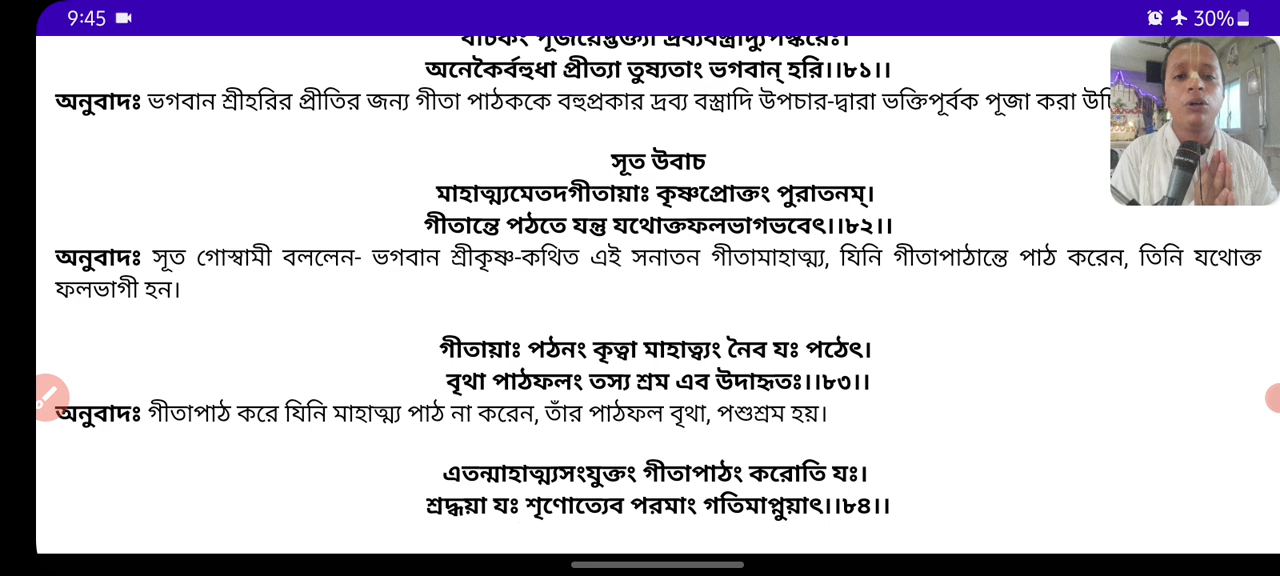 9:45
30%
অনেকৈর্বহুধা প্রীত্যা তুষ্যতাং ভগবান্ হরি।।৮১।।
অনুবাদঃ ভগবান শ্রীহরির প্রীতির জন্য গীতা পাঠককে বহুপ্রকার দ্রব্য বস্ত্রাদি উপচার-দ্বারা ভক্তিপূর্বক পূজা করা
সূত উবাচ
মাহাত্ম্যমেতদগীতায়াঃ কৃষ্ণপ্রোক্তং পুরাতনম্।
গীতান্তে পঠতে যস্তু যথোক্তফলভাগভবেৎ।।৮২।।
অনুবাদঃ সূত গোস্বামী বললেন- ভগবান শ্রীকৃষ্ণ-কথিত এই সনাতন গীতামাহাত্ম্য, যিনি গীতাপাঠান্তে পাঠ করেন, তিনি যথোক্ত
ফলভাগী হন।
গীতায়াঃ পঠনং কৃত্বা মাহাত্ম্যং নৈব যঃ পঠেৎ।
বৃথা পাঠফলং তস্য শ্রম এব উদাহৃতঃ।।৮৩।।
অনুবাদঃ গীতাপাঠ করে যিনি মাহাত্ম্য পাঠ না করেন, তাঁর পাঠফল বৃথা, পশুশ্রম হয়।
এতন্মাহাত্ম্যসংযুক্তং গীতাপাঠং করোতি যঃ।
শ্রদ্ধয়া যঃ শৃণোত্যেব পরমাং গতিমাপ্নুয়াৎ।।৮৪।।